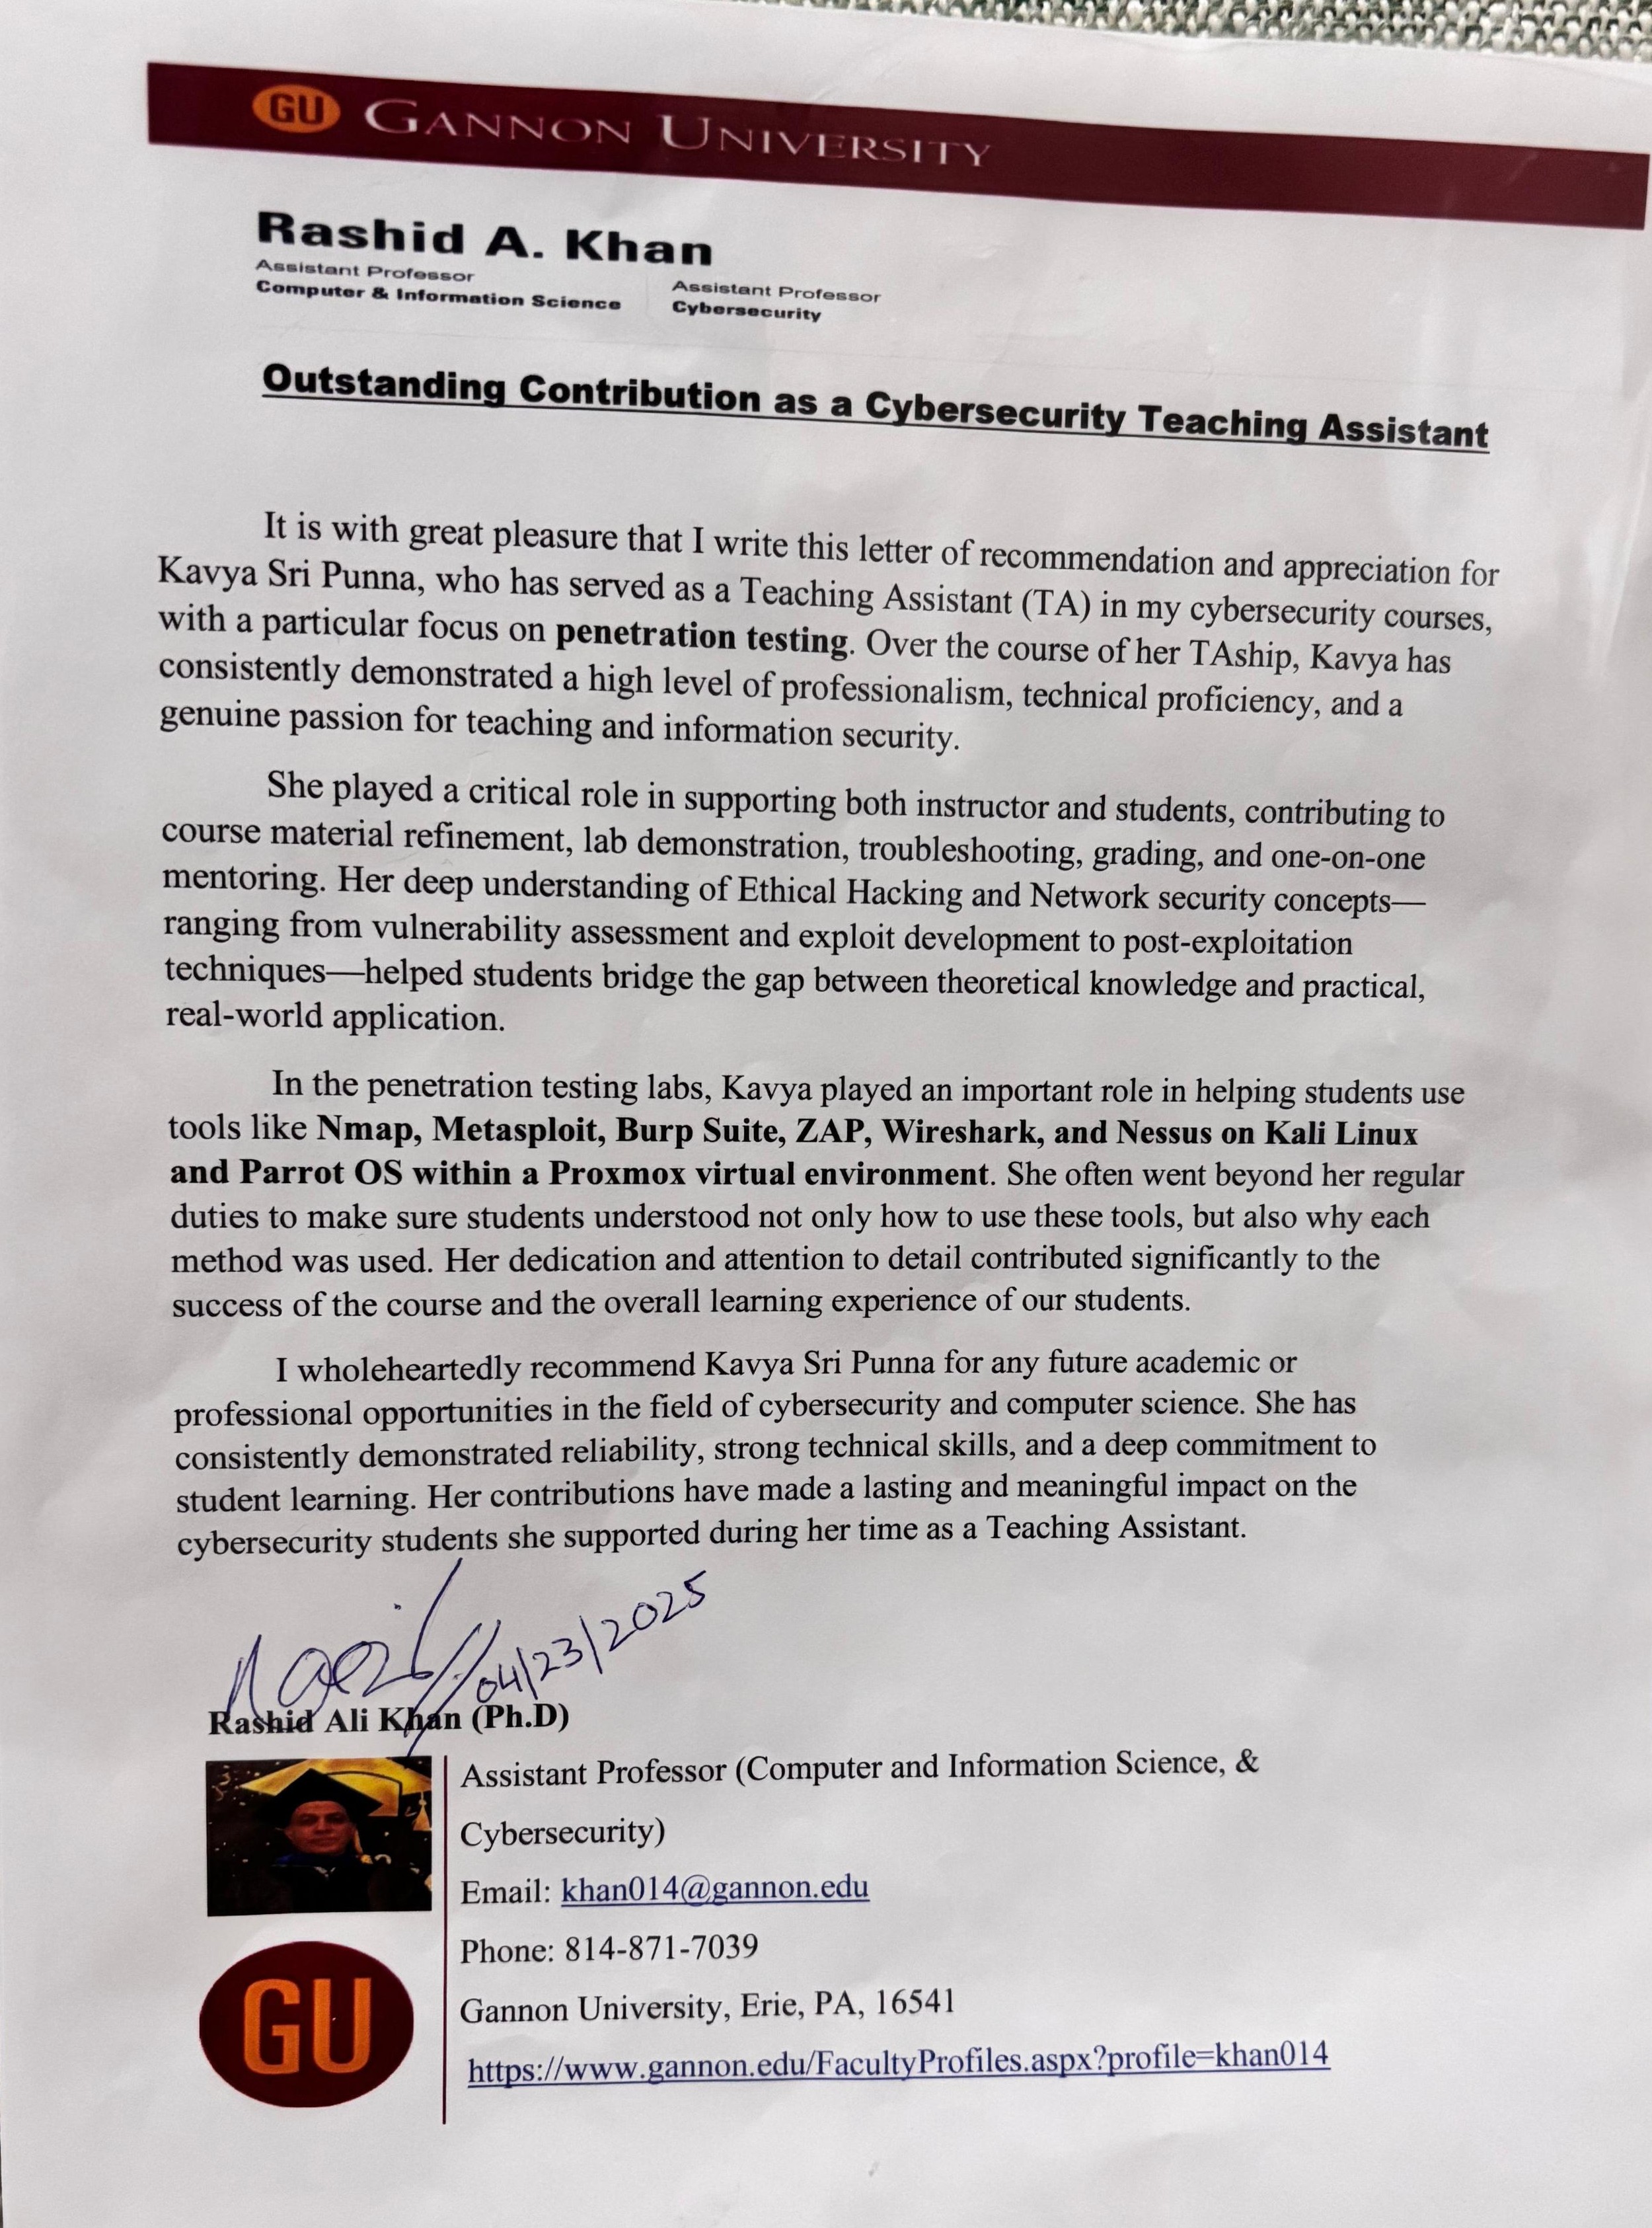 GU GANNON UNIVERSITY
Rashid A. Khan
Assistant Professor
Computer & Information Science
Assistant Professor
Cybersecurity
Outstanding Contribution as a Cybersecurity Teaching Assistant
It is with great pleasure that I write this letter of recommendation and appreciation for
Kavya Sri Punna, who has served as a Teaching Assistant (TA) in my cybersecurity courses,
with a particular focus on penetration testing. Over the course of her TAship, Kavya has
consistently demonstrated a high level of professionalism, technical proficiency, and a
genuine passion for teaching and information security.
She played a critical role in supporting both instructor and students, contributing to
course material refinement, lab demonstration, troubleshooting, grading, and one-on-one
mentoring. Her deep understanding of Ethical Hacking and Network security concepts—
ranging from vulnerability assessment and exploit development to post-exploitation
techniques—helped students bridge the gap between theoretical knowledge and practical,
real-world application.
In the penetration testing labs, Kavya played an important role in helping students use
tools like Nmap, Metasploit, Burp Suite, ZAP, Wireshark, and Nessus on Kali Linux
and Parrot OS within a Proxmox virtual environment. She often went beyond her regular
duties to make sure students understood not only how to use these tools, but also why each
method was used. Her dedication and attention to detail contributed significantly to the
success of the course and the overall learning experience of our students.
I wholeheartedly recommend Kavya Sri Punna for any future academic or
professional opportunities in the field of cybersecurity and computer science. She has
consistently demonstrated reliability, strong technical skills, and a deep commitment to
student learning. Her contributions have made a lasting and meaningful impact on the
cybersecurity students she supported during her time as a Teaching Assistant.
04/23/2025
Rashid Ali Khan (Ph.D)
Assistant Professor (Computer and Information Science, &
Cybersecurity)
Email: khan014@gannon.edu
Phone: 814-871-7039
Gannon University, Erie, PA, 16541
https://www.gannon.edu/FacultyProfiles.aspx?profile=khan014
GU